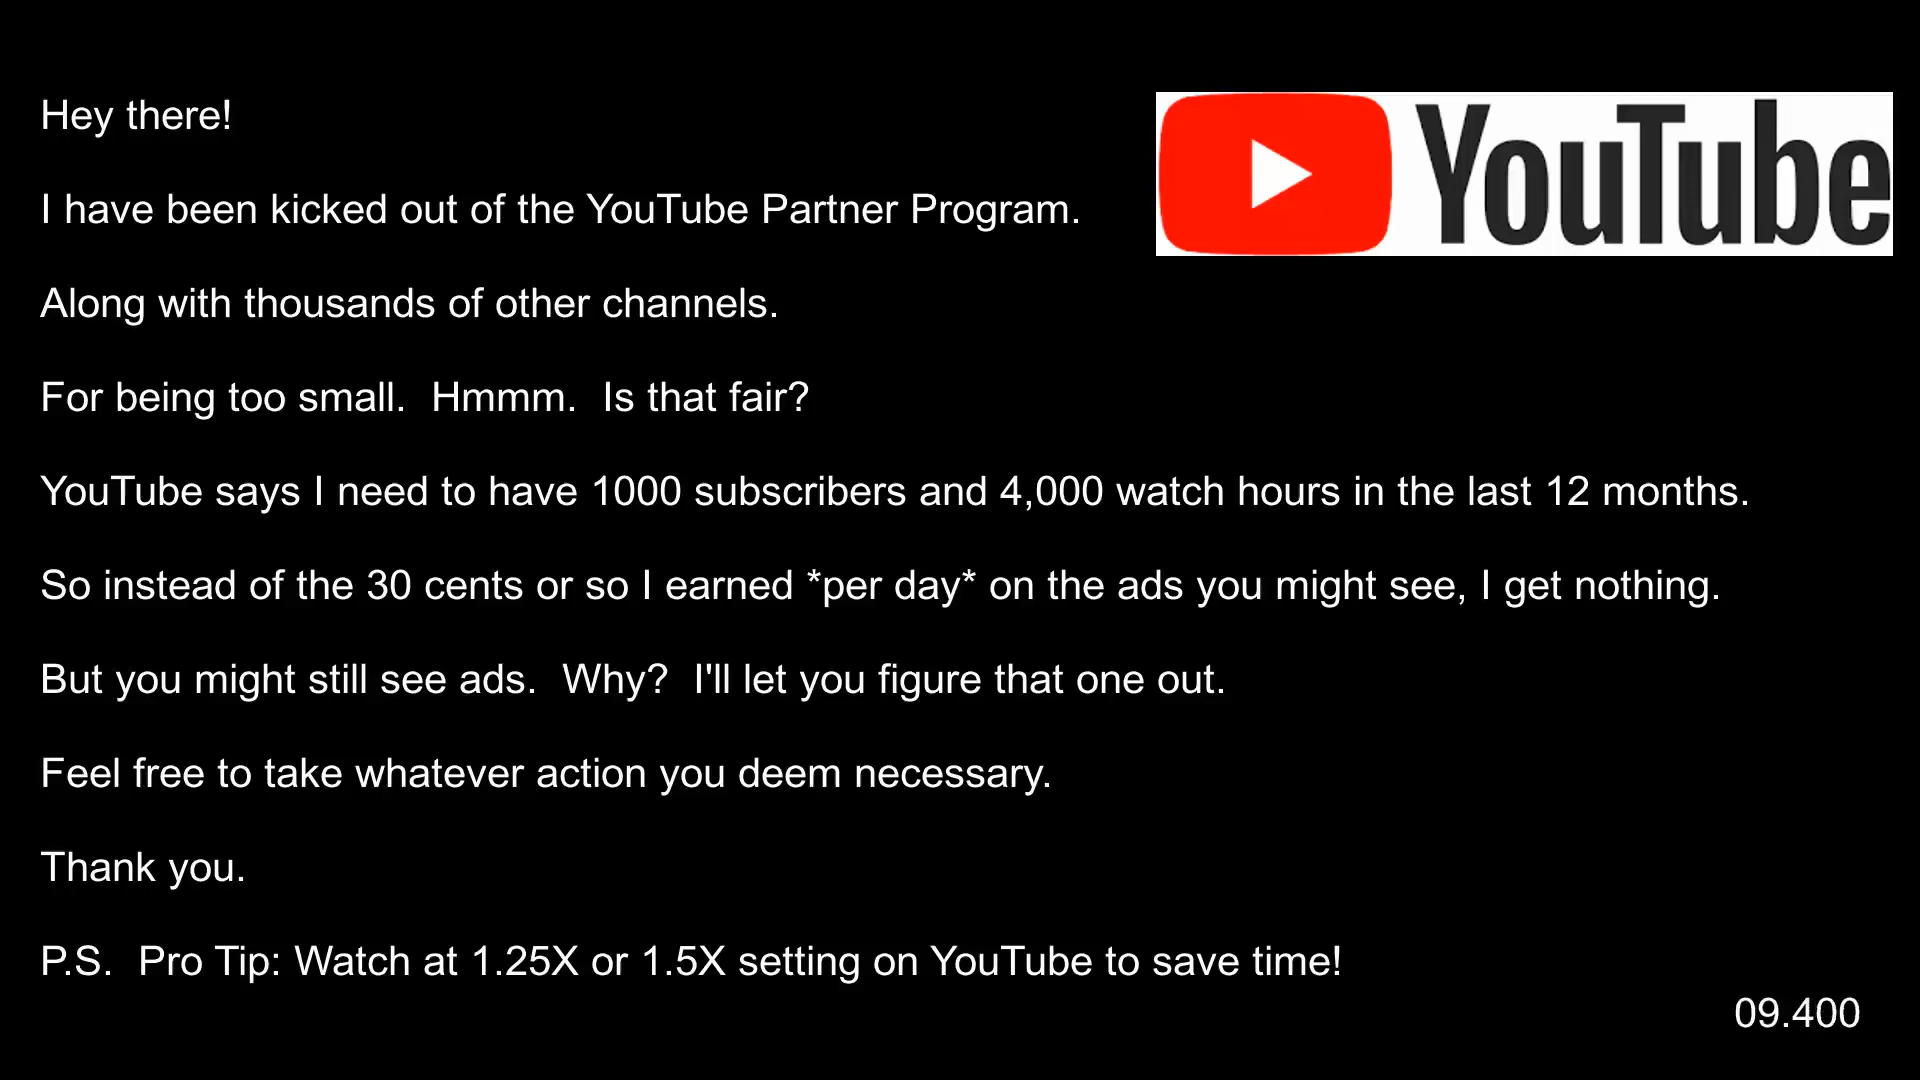 Hey there!
YouTube
I have been kicked out of the YouTube Partner Program.
Along with thousands of other channels.
For being too small.  Hmmm.  Is that fair?
YouTube says I need to have 1000 subscribers and 4,000 watch hours in the last 12 months.
So instead of the 30 cents or so I earned *per day* on the ads you might see, I get nothing.
But you might still see ads.  Why?  I'll let you figure that one out.
Feel free to take whatever action you deem necessary.
Thank you.
P.S.  Pro Tip: Watch at 1.25X or 1.5X setting on YouTube to save time!
09.400